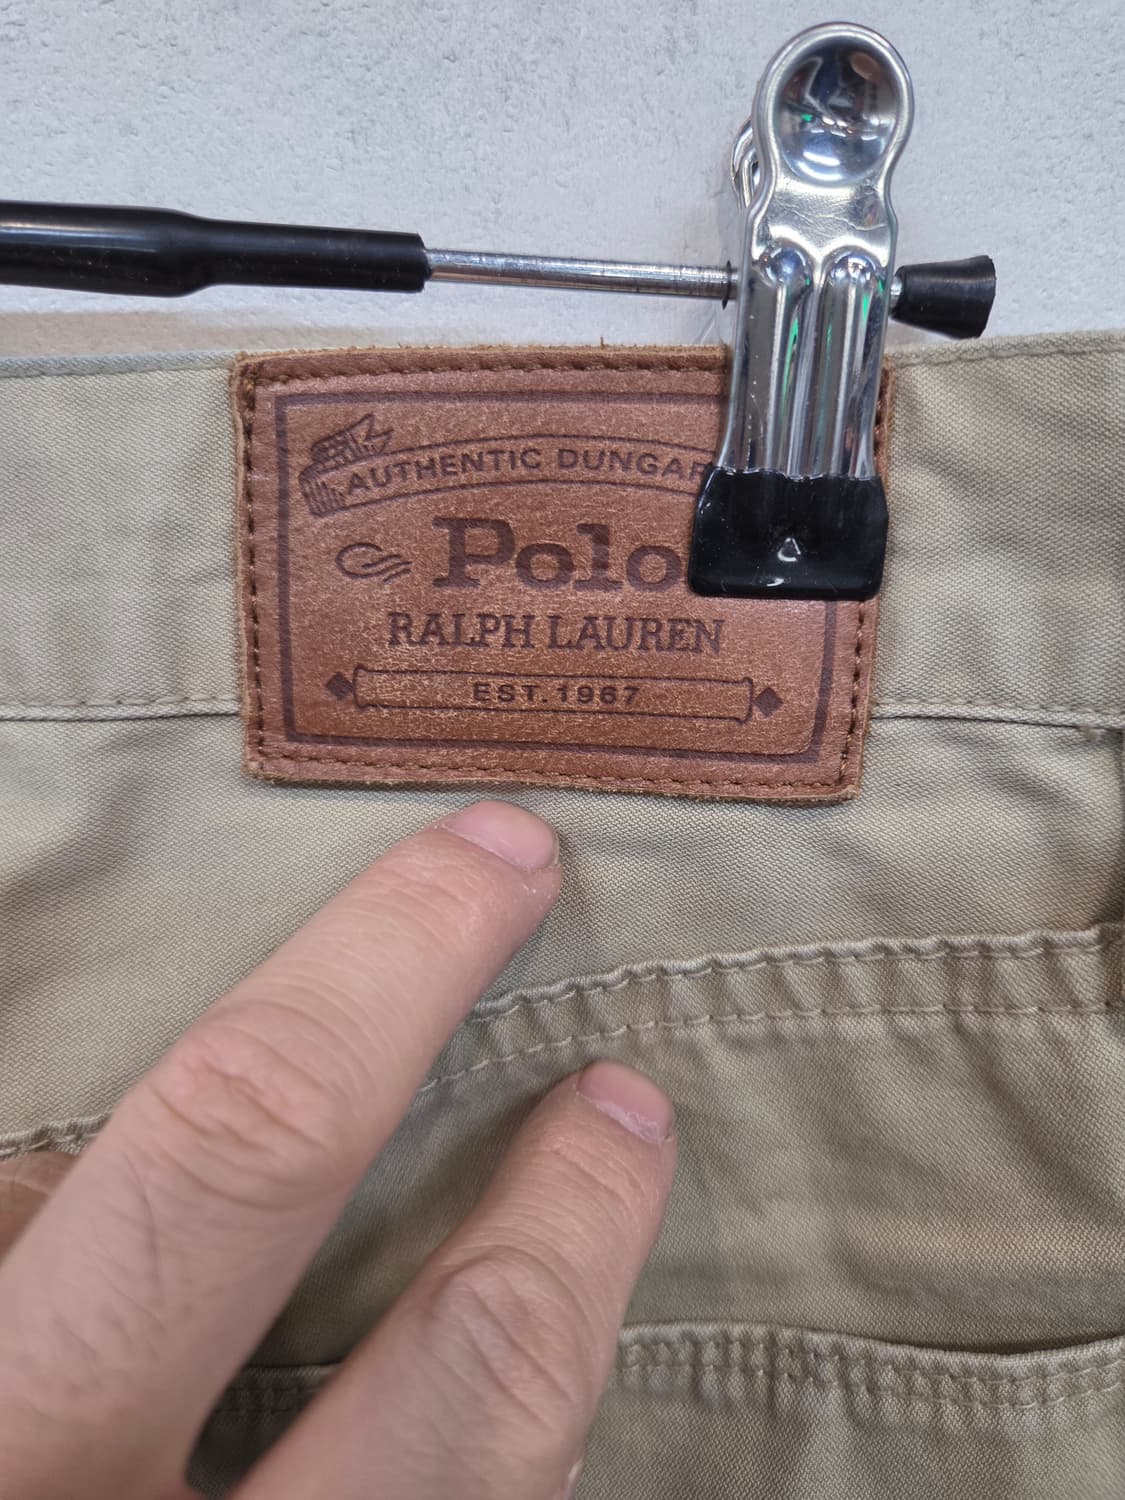 AUTHENTIC DUNGAR
Polo
RALPH LAUREN
EST. 1967